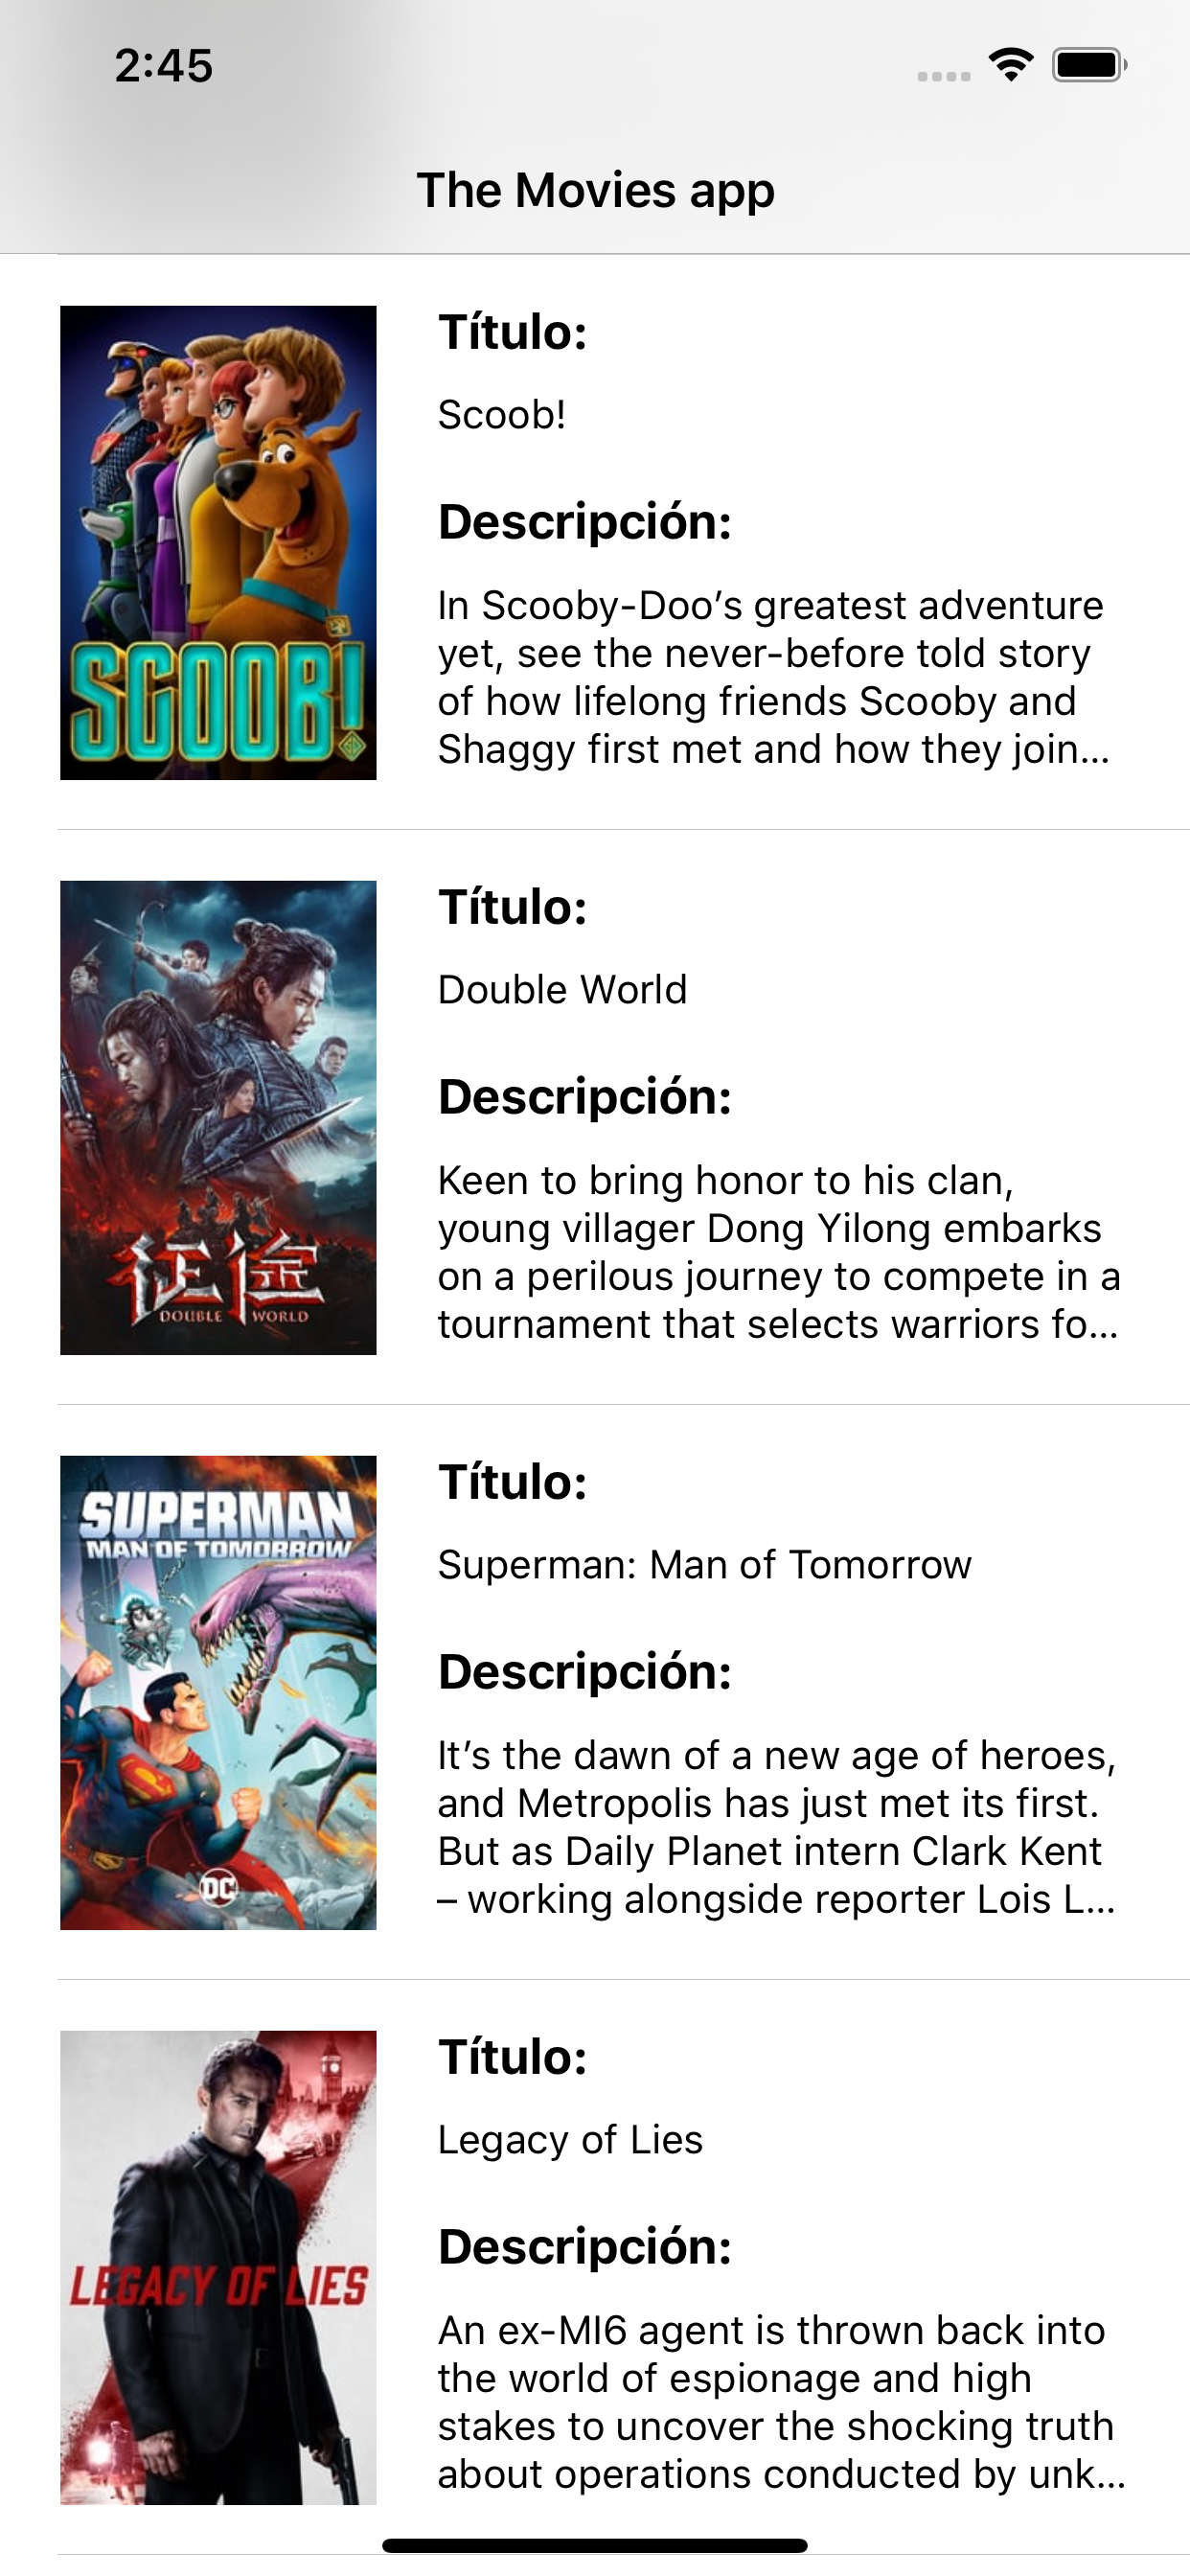 2:45
The Movies app
SCOOB!
Título:
Scoob!
Descripción:
In Scooby-Doo’s greatest adventure
yet, see the never-before told story
of how lifelong friends Scooby and
Shaggy first met and how they join...
征途
DOUBLE WORLD
Título:
Double World
Descripción:
Keen to bring honor to his clan,
young villager Dong Yilong embarks
on a perilous journey to compete in a
tournament that selects warriors fo...
SUPERMAN
MAN OF TOMORROW
DC
Título:
Superman: Man of Tomorrow
Descripción:
It’s the dawn of a new age of heroes,
and Metropolis has just met its first.
But as Daily Planet intern Clark Kent
– working alongside reporter Lois L...
LEGACY OF LIES
Título:
Legacy of Lies
Descripción:
An ex-MI6 agent is thrown back into
the world of espionage and high
stakes to uncover the shocking truth
about operations conducted by unk...